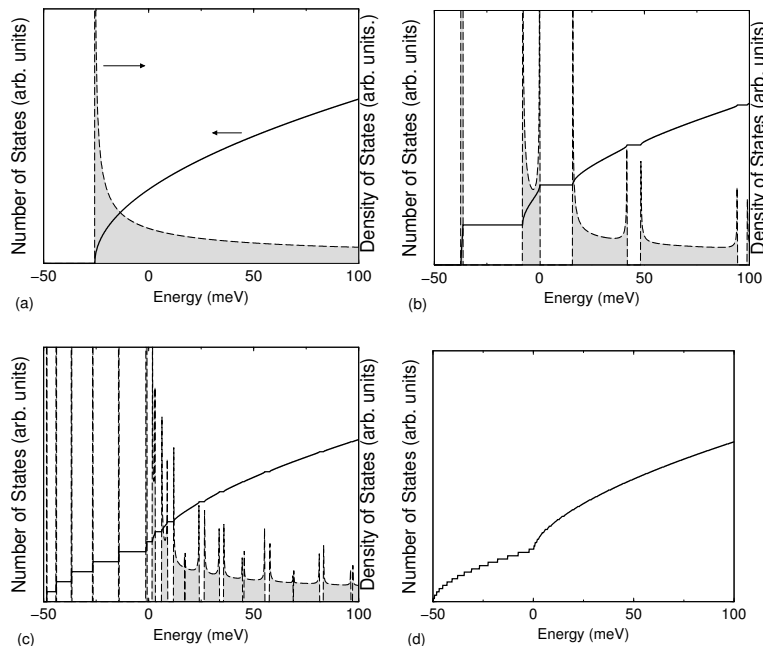 Number of States (arb. units)
Density of States (arb. units.)
−50 0 50 100
Energy (meV)
(a)
Number of States (arb. units)
Density of States (arb. units)
−50 0 50 100
Energy (meV)
(b)
Number of States (arb. units)
Density of States (arb. units)
−50 0 50 100
Energy (meV)
(c)
Number of States (arb. units)
−50 0 50 100
Energy (meV)
(d)